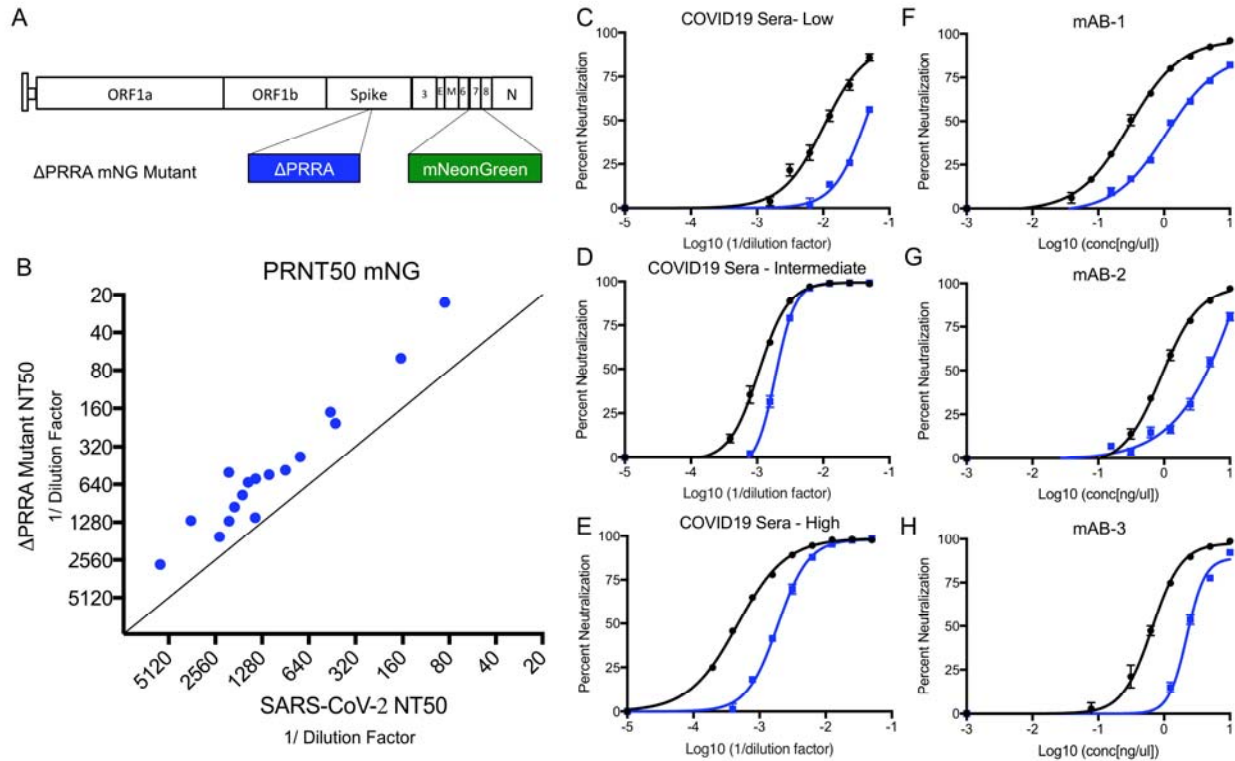 A
ORF1a ORF1b Spike 3 E M 6 7 8 N
ΔPRRA mNG Mutant ΔPRRA mNeonGreen
B
PRNT50 mNG
ΔPRRA Mutant NT50
1/ Dilution Factor
20
40
80
160
320
640
1280
2560
5120
5120 2560 1280 640 320 160 80 40 20
SARS-CoV-2 NT50
1/ Dilution Factor
C
COVID19 Sera- Low
Percent Neutralization
100
75
50
25
0
-5 -4 -3 -2 -1
Log10 (1/dilution factor)
D
COVID19 Sera - Intermediate
Percent Neutralization
100
75
50
25
0
-5 -4 -3 -2 -1
Log10 (1/dilution factor)
E
COVID19 Sera - High
Percent Neutralization
100
75
50
25
0
-5 -4 -3 -2 -1
Log10 (1/dilution factor)
F
mAB-1
Percent Neutralization
100
75
50
25
0
-3 -2 -1 0 1
Log10 (conc[ng/ul])
G
mAB-2
Percent Neutralization
100
75
50
25
0
-3 -2 -1 0 1
Log10 (conc[ng/ul])
H
mAB-3
Percent Neutralization
100
75
50
25
0
-3 -2 -1 0 1
Log10 (conc[ng/ul])